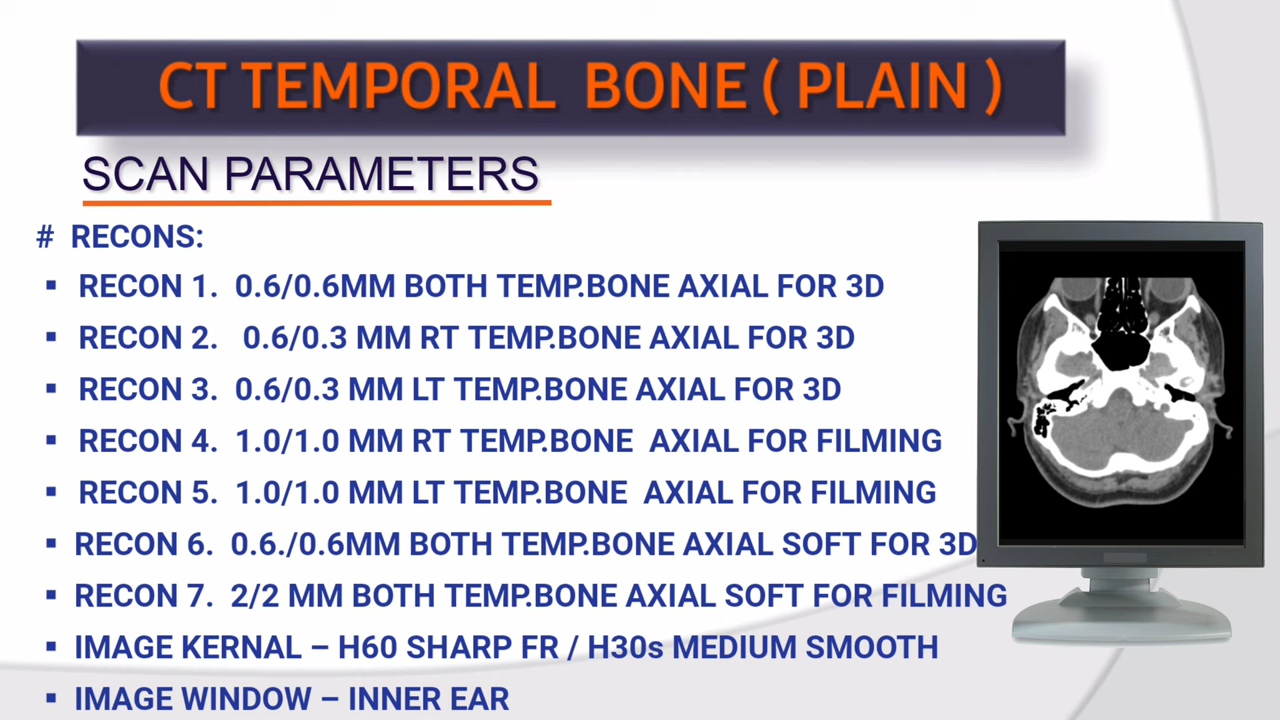 CT TEMPORAL BONE ( PLAIN )
SCAN PARAMETERS
# RECONS:
▪ RECON 1. 0.6/0.6MM BOTH TEMP.BONE AXIAL FOR 3D
▪ RECON 2. 0.6/0.3 MM RT TEMP.BONE AXIAL FOR 3D
▪ RECON 3. 0.6/0.3 MM LT TEMP.BONE AXIAL FOR 3D
▪ RECON 4. 1.0/1.0 MM RT TEMP.BONE AXIAL FOR FILMING
▪ RECON 5. 1.0/1.0 MM LT TEMP.BONE AXIAL FOR FILMING
▪ RECON 6. 0.6./0.6MM BOTH TEMP.BONE AXIAL SOFT FOR 3D
▪ RECON 7. 2/2 MM BOTH TEMP.BONE AXIAL SOFT FOR FILMING
▪ IMAGE KERNAL – H60 SHARP FR / H30s MEDIUM SMOOTH
▪ IMAGE WINDOW – INNER EAR